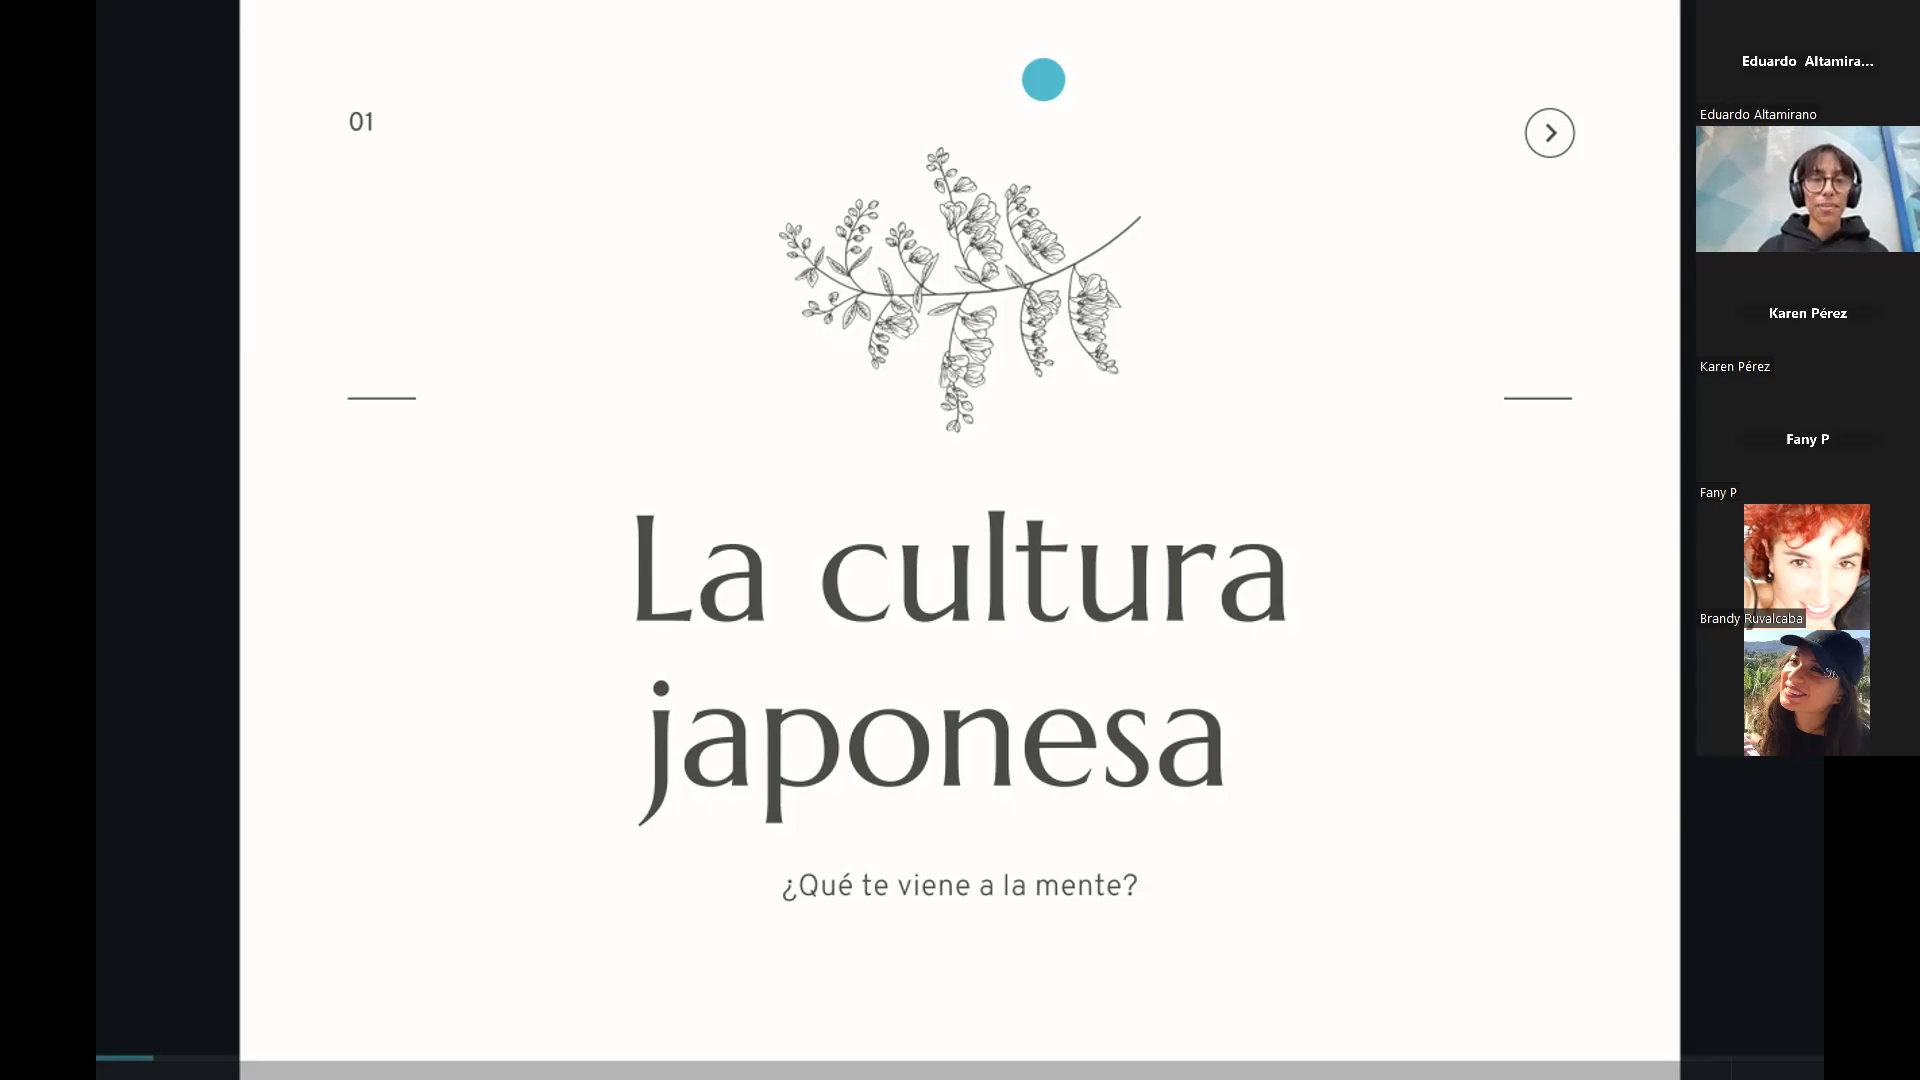 01
La cultura
japonesa
¿Qué te viene a la mente?
Eduardo Altamira...
Eduardo Altamirano
Karen Pérez
Karen Pérez
Fany P
Fany P
Brandy Ruvalcaba